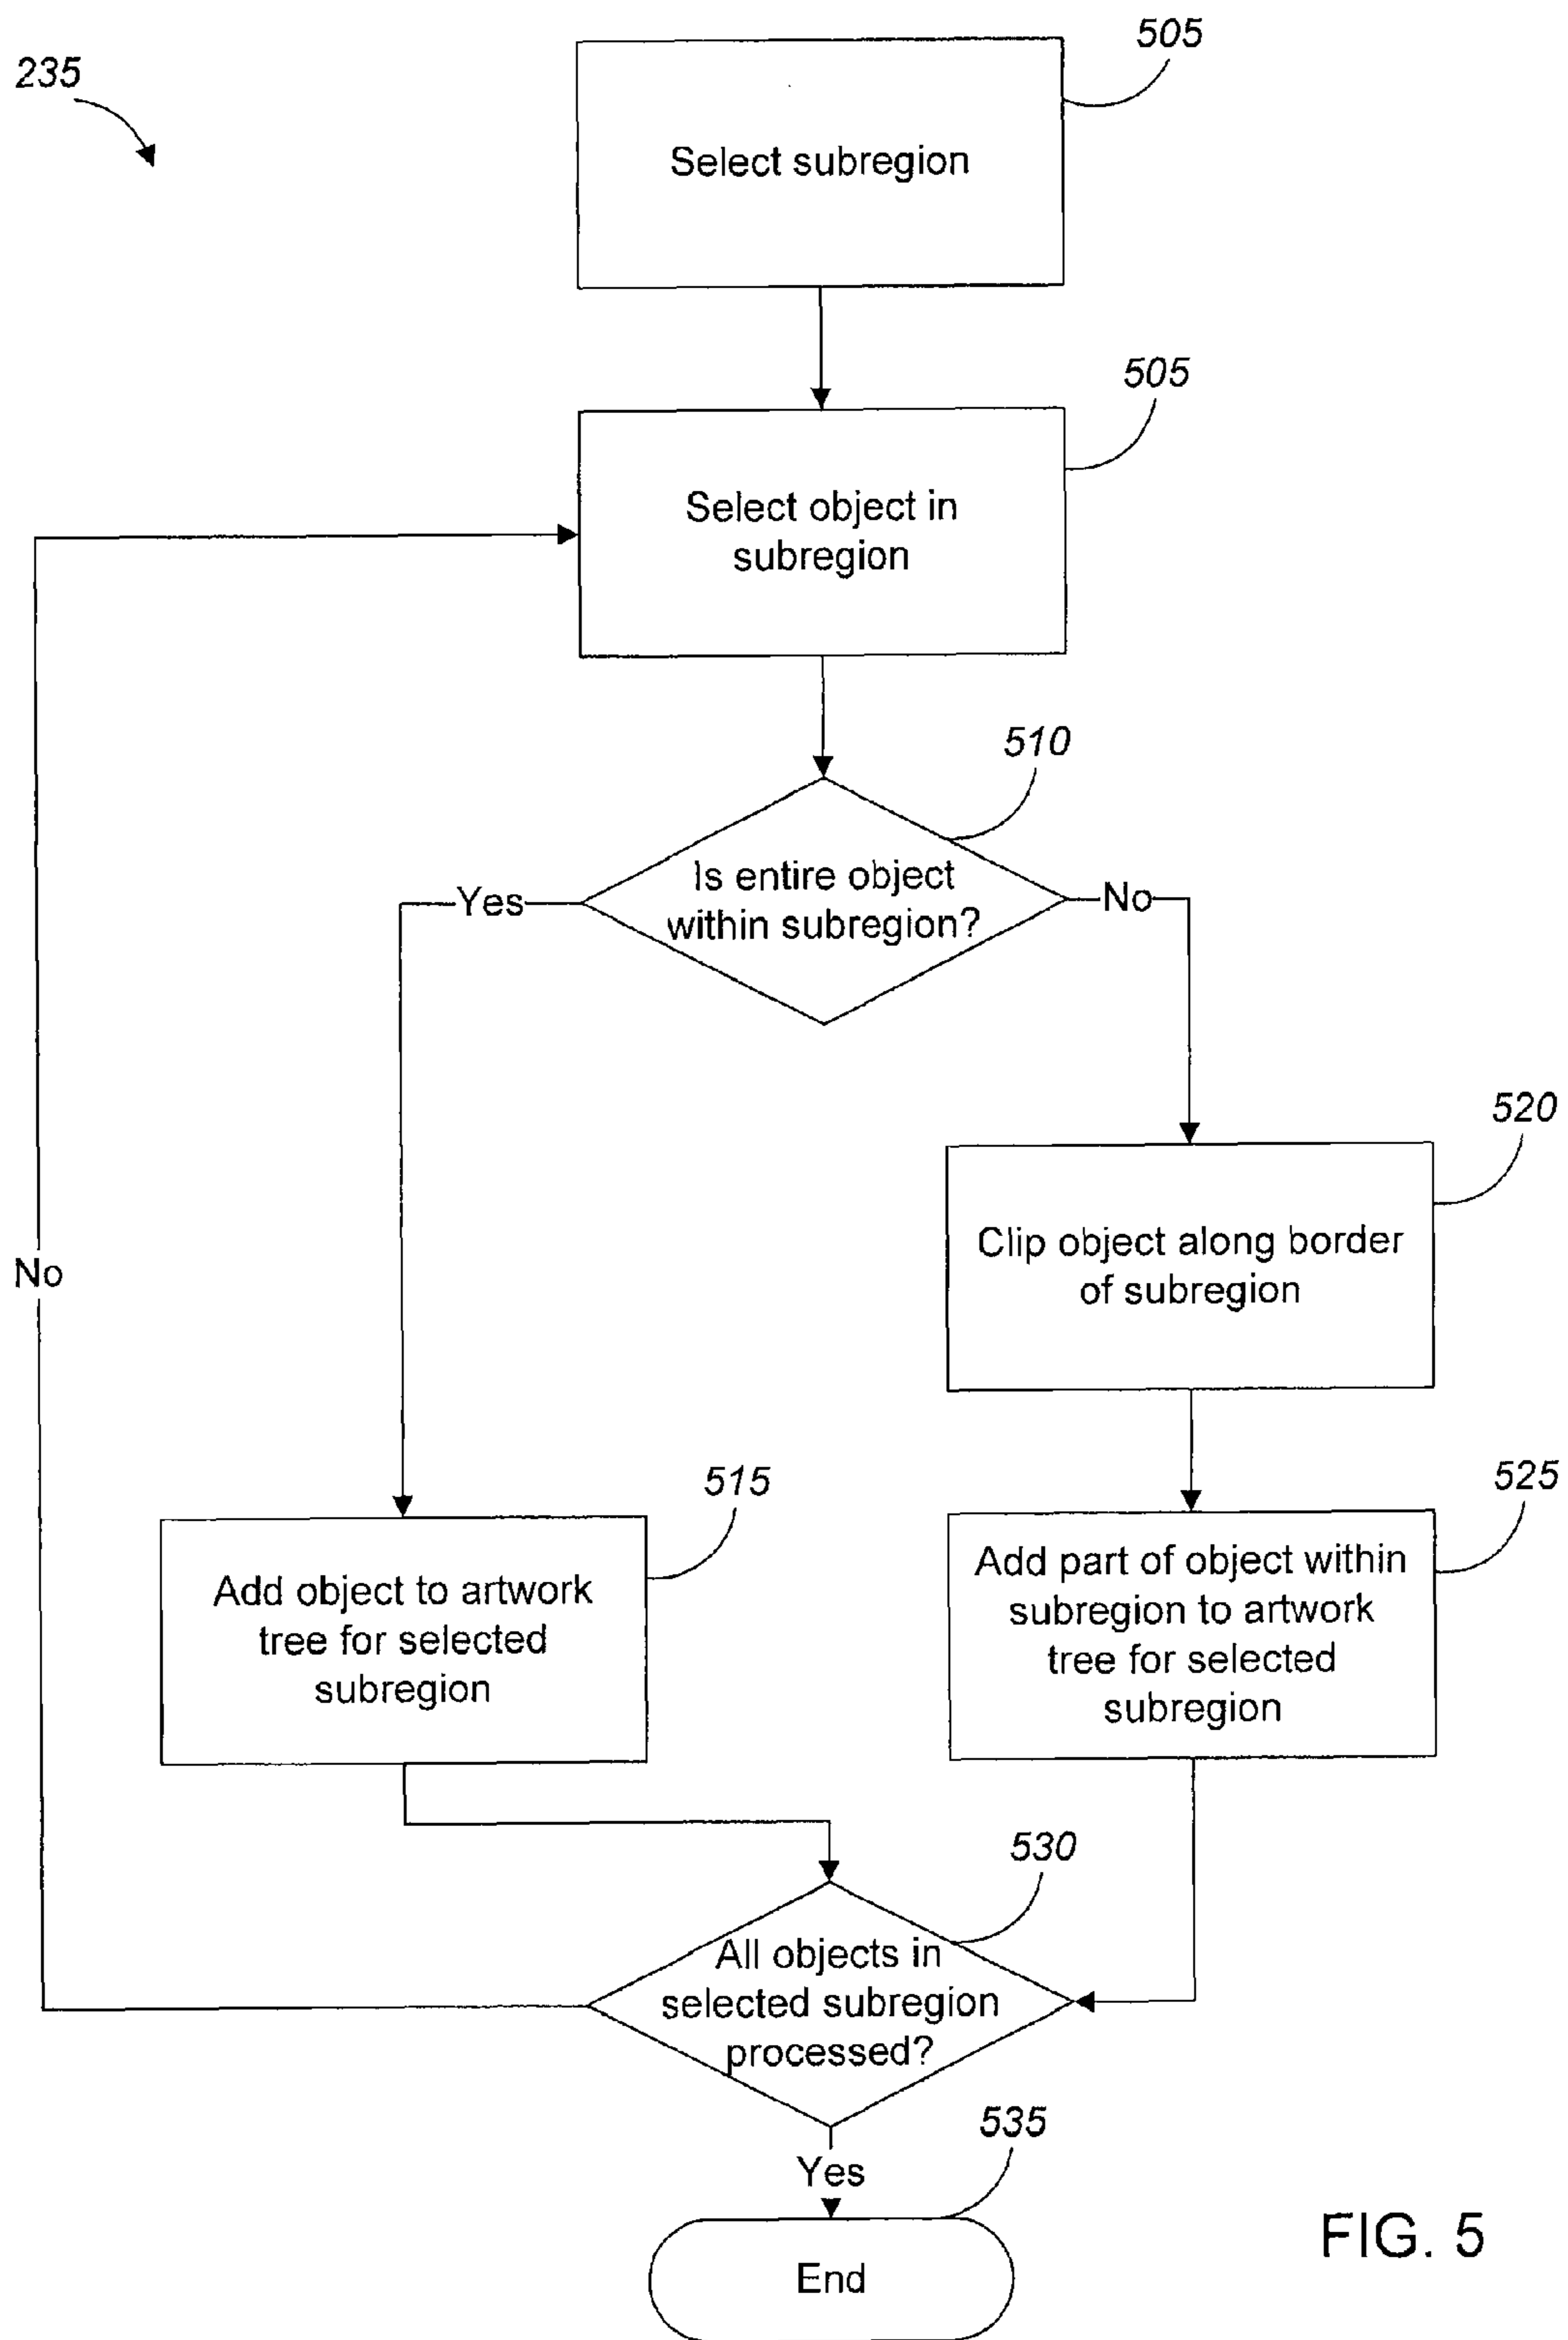 505
235
Select subregion
505
Select object in
subregion
510
Is entire object
within subregion?
Yes
No
520
Clip object along border
of subregion
No
515
525
Add object to artwork
tree for selected
subregion
Add part of object within
subregion to artwork
tree for selected
subregion
530
All objects in
selected subregion
processed?
535
Yes
End
FIG. 5